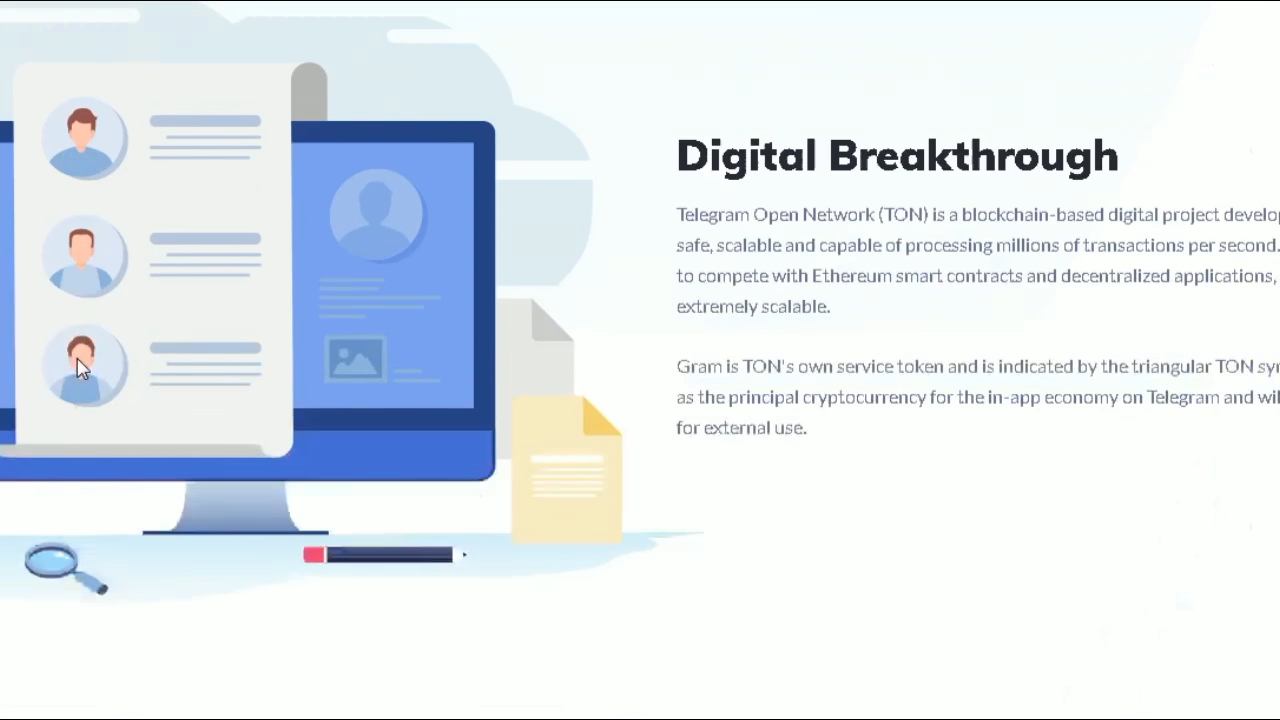 Digital Breakthrough
Telegram Open Network (TON) is a blockchain-based digital project
safe, scalable and capable of processing millions of transactions per second.
to compete with Ethereum smart contracts and decentralized applications,
extremely scalable.
Gram is TON's own service token and is indicated by the triangular TON
as the principal cryptocurrency for the in-app economy on Telegram and
for external use.